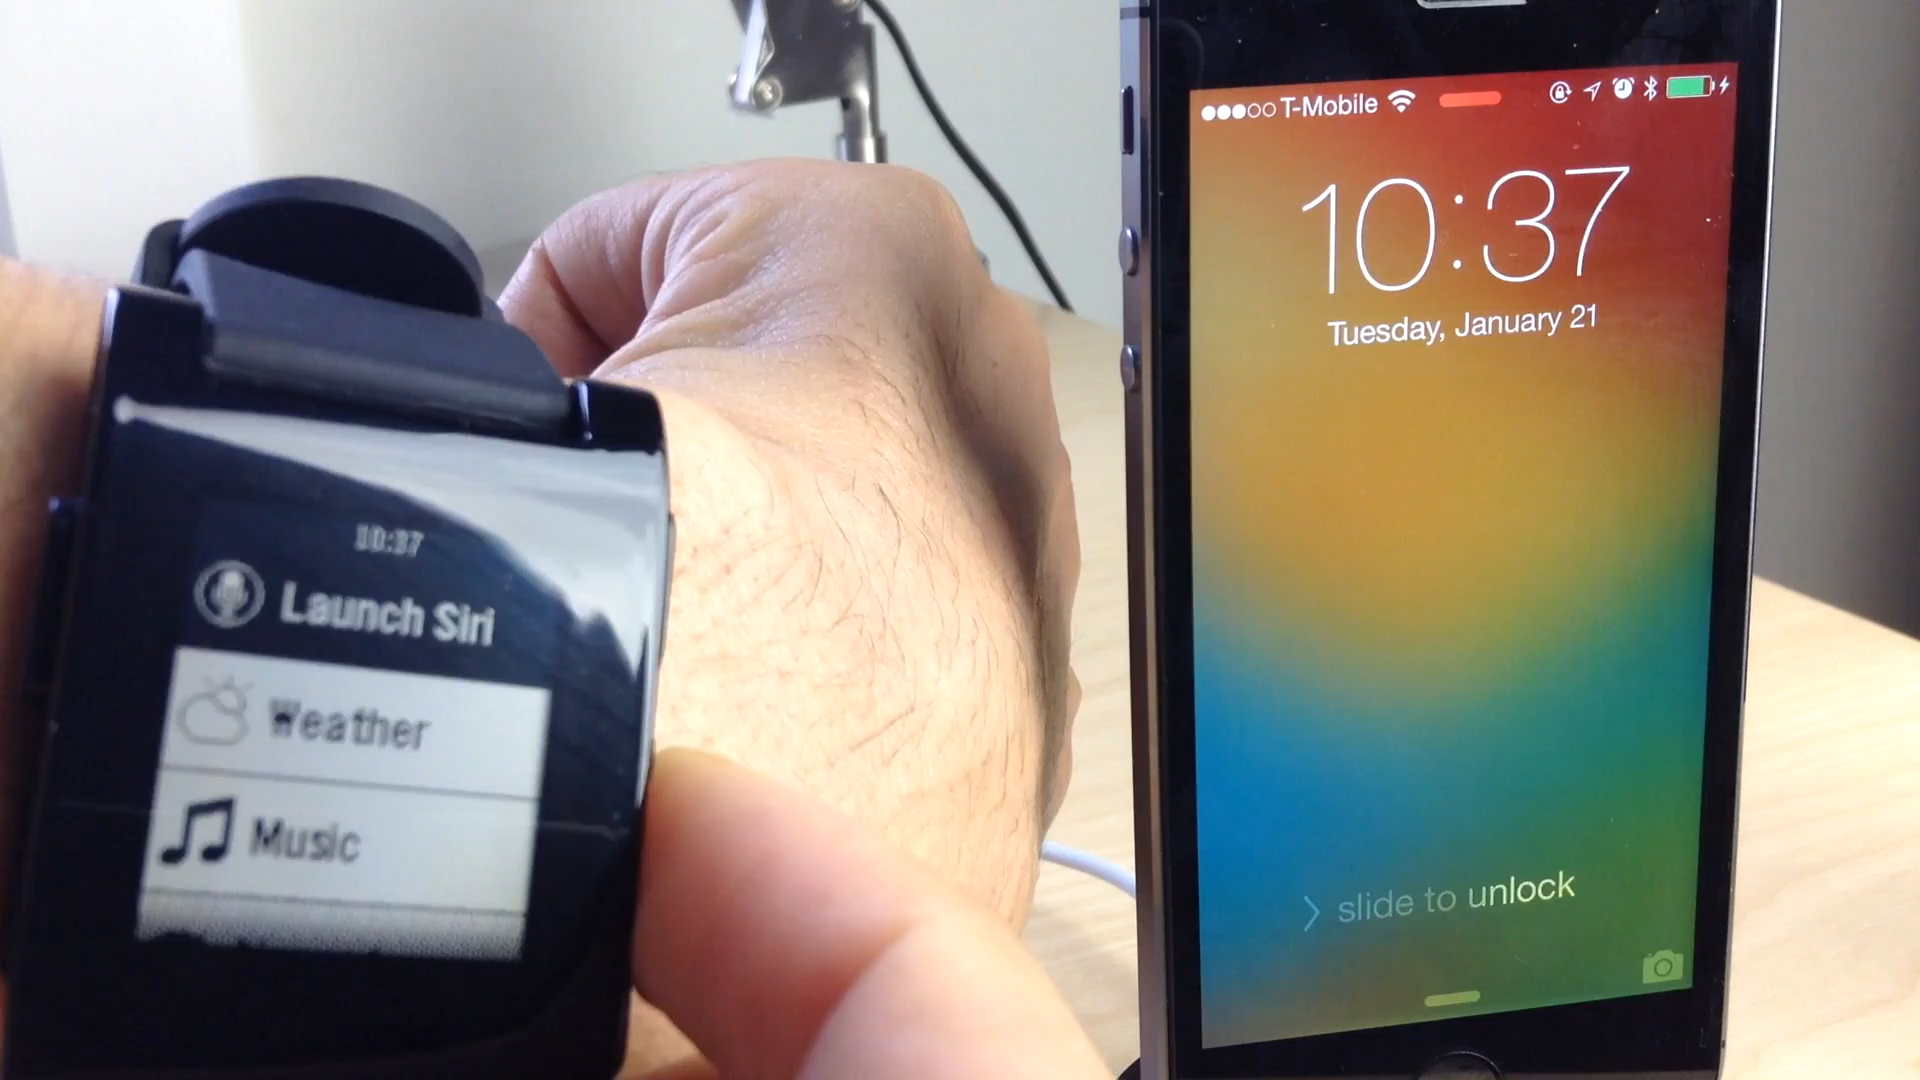 10:37
Launch Siri
Weather
Music
T-Mobile
10:37
Tuesday, January 21
slide to unlock